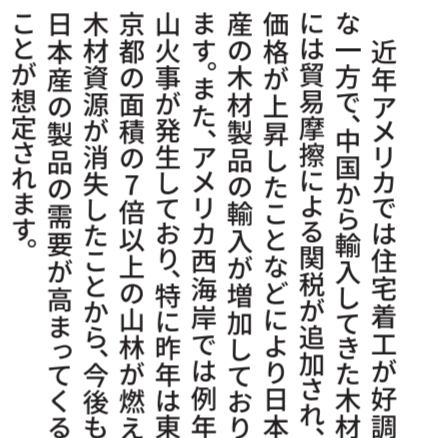 近年アメリカでは住宅着工が好調
な一方で、中国から輸入してきた木材
には貿易摩擦による関税が追加され、
価格が上昇したことなどにより日本
産の木材製品の輸入が増加しており
ます。また、アメリカ西海岸では例年
山火事が発生しており、特に昨年は東
京都の面積の７倍以上の山林が燃え
木材資源が消失したことから、今後も
日本産の製品の需要が高まってくる
ことが想定されます。